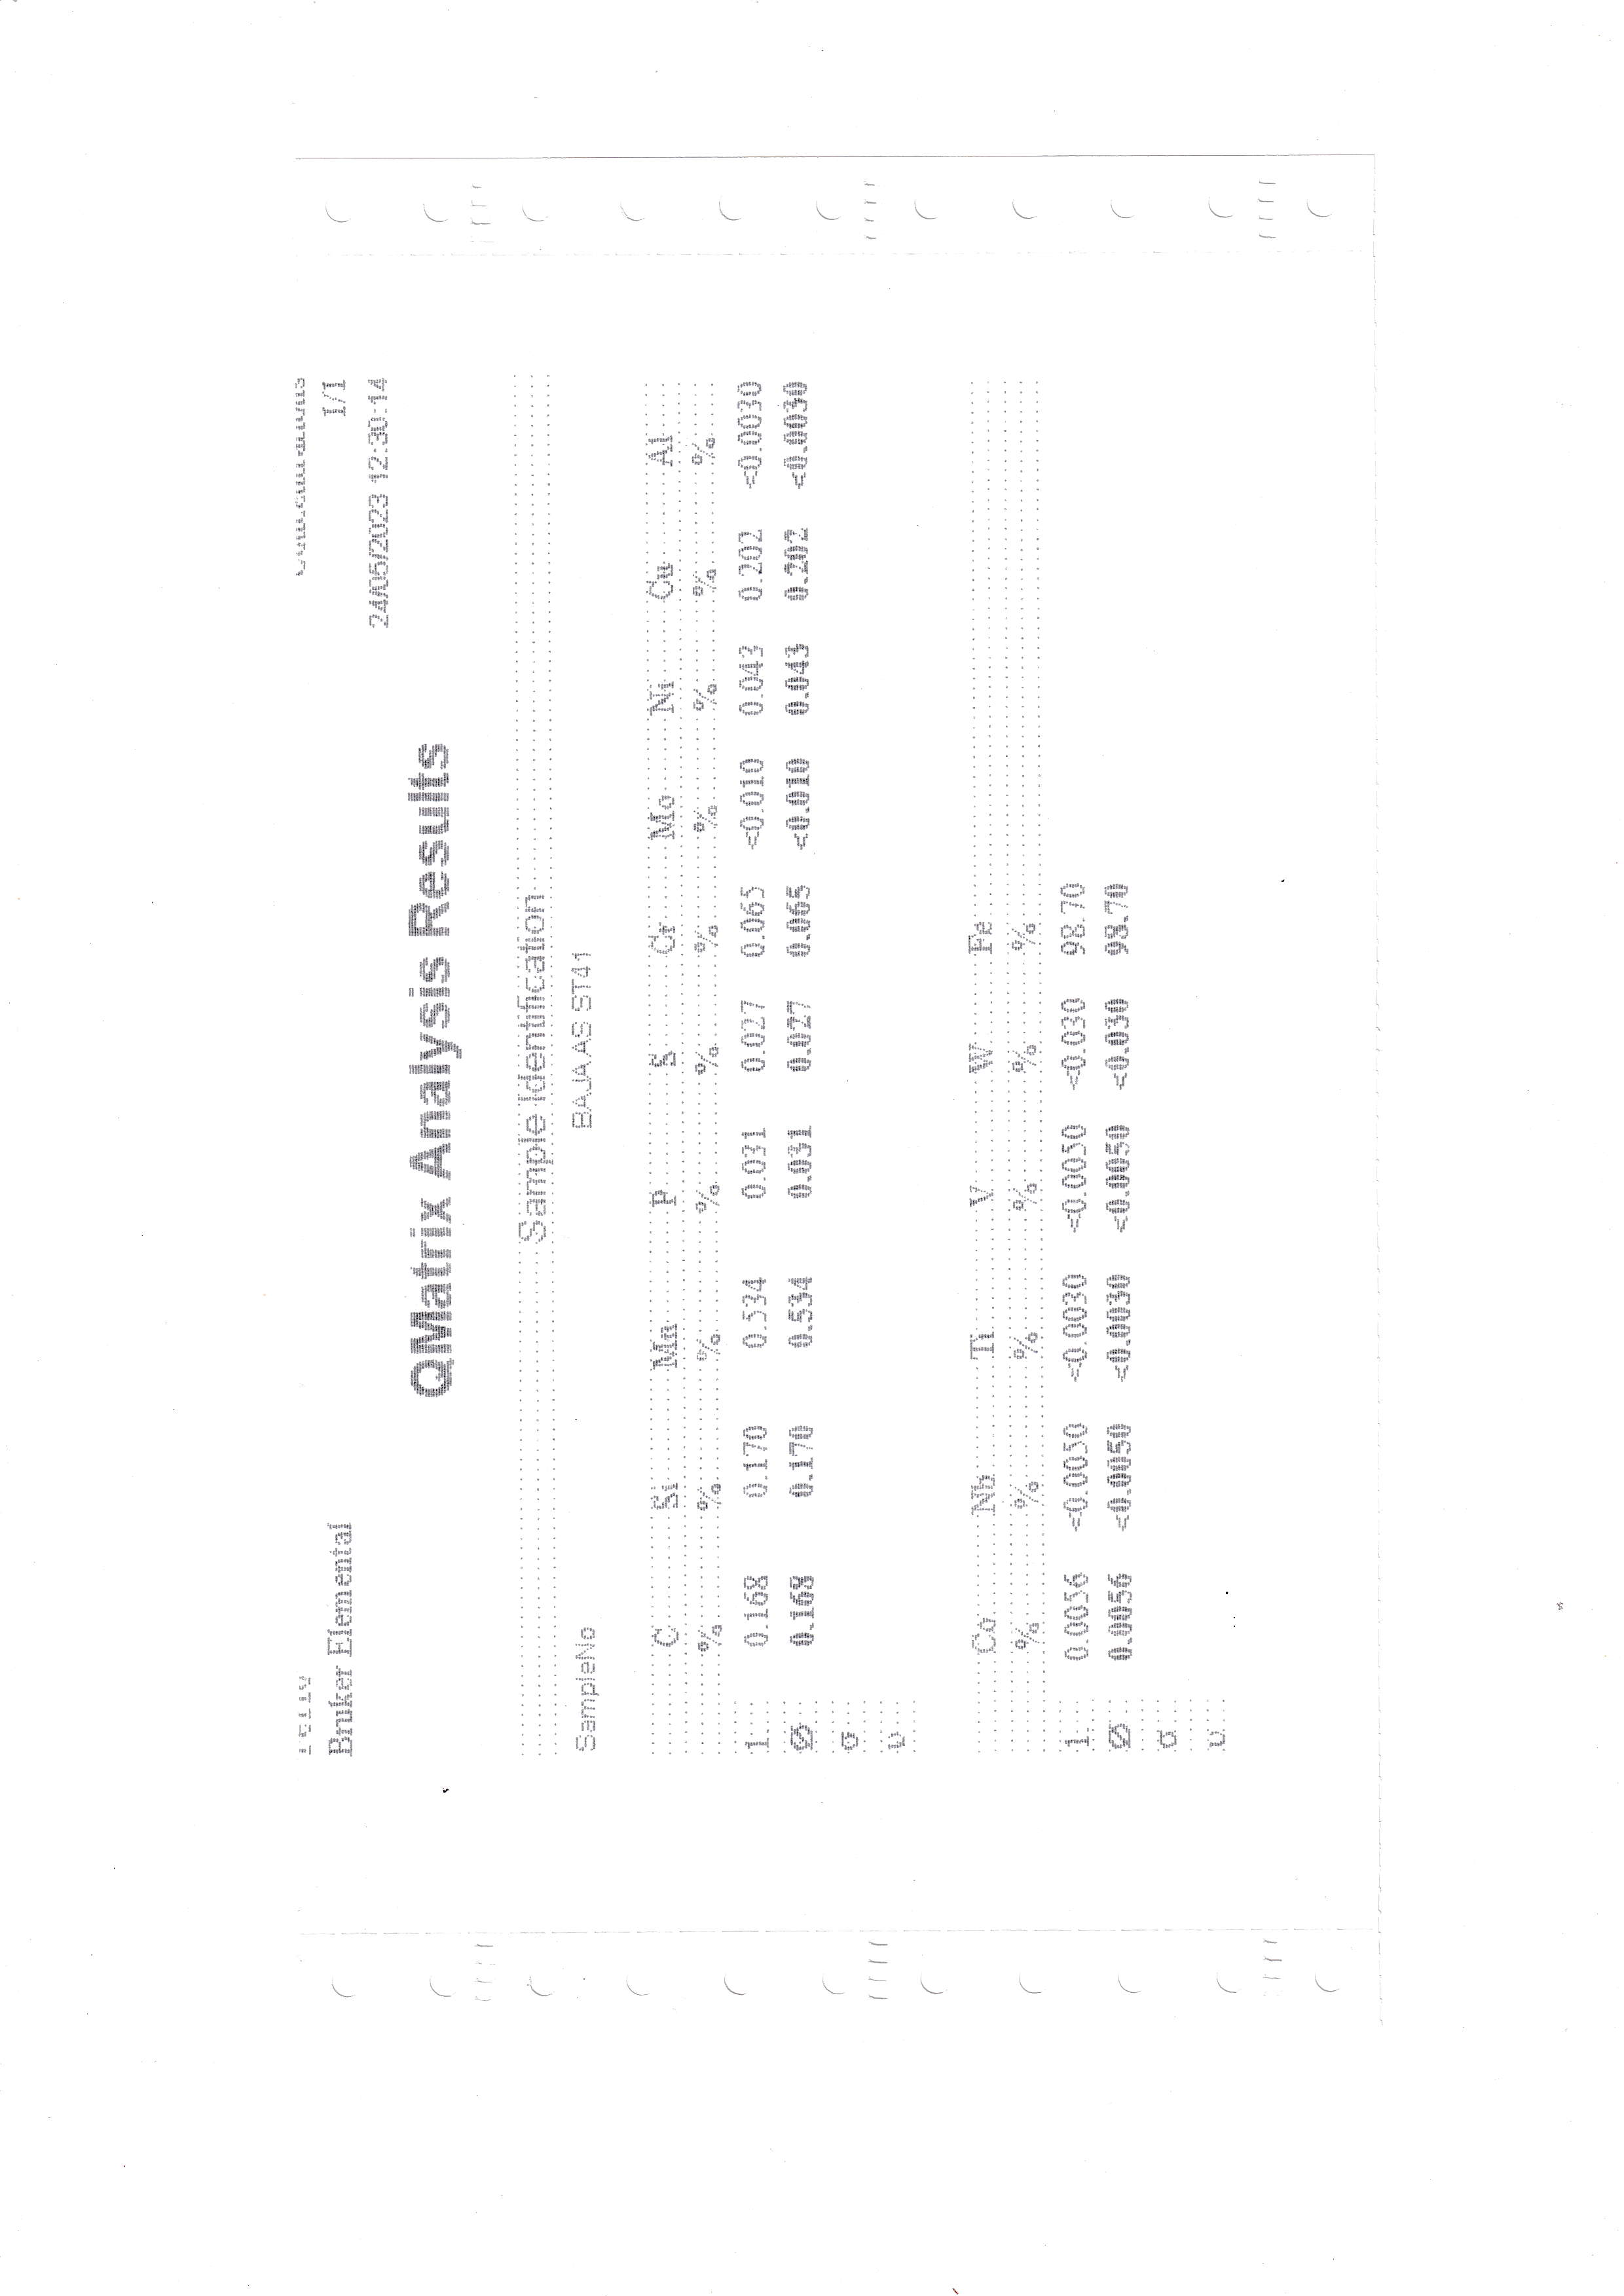 Bruker Elemental
1/1
24/05/2023 12:30:14
QMatrix Analysis Results
Sample Identification
SampleNo BAJA AS ST41
C Si Mn P S Cr Mo Ni Cu Al
% % % % % % % % % %
1 0.168 0.170 0.534 0.031 0.027 0.065 <0.010 0.043 0.202 <0.0030
Ø 0.168 0.170 0.534 0.031 0.027 0.065 <0.010 0.043 0.202 <0.0030
Co Nb Ti V W Fe
% % % % % %
1 0.0056 <0.0050 <0.0030 <0.0050 <0.030 98.70
Ø 0.0056 <0.0050 <0.0030 <0.0050 <0.030 98.70